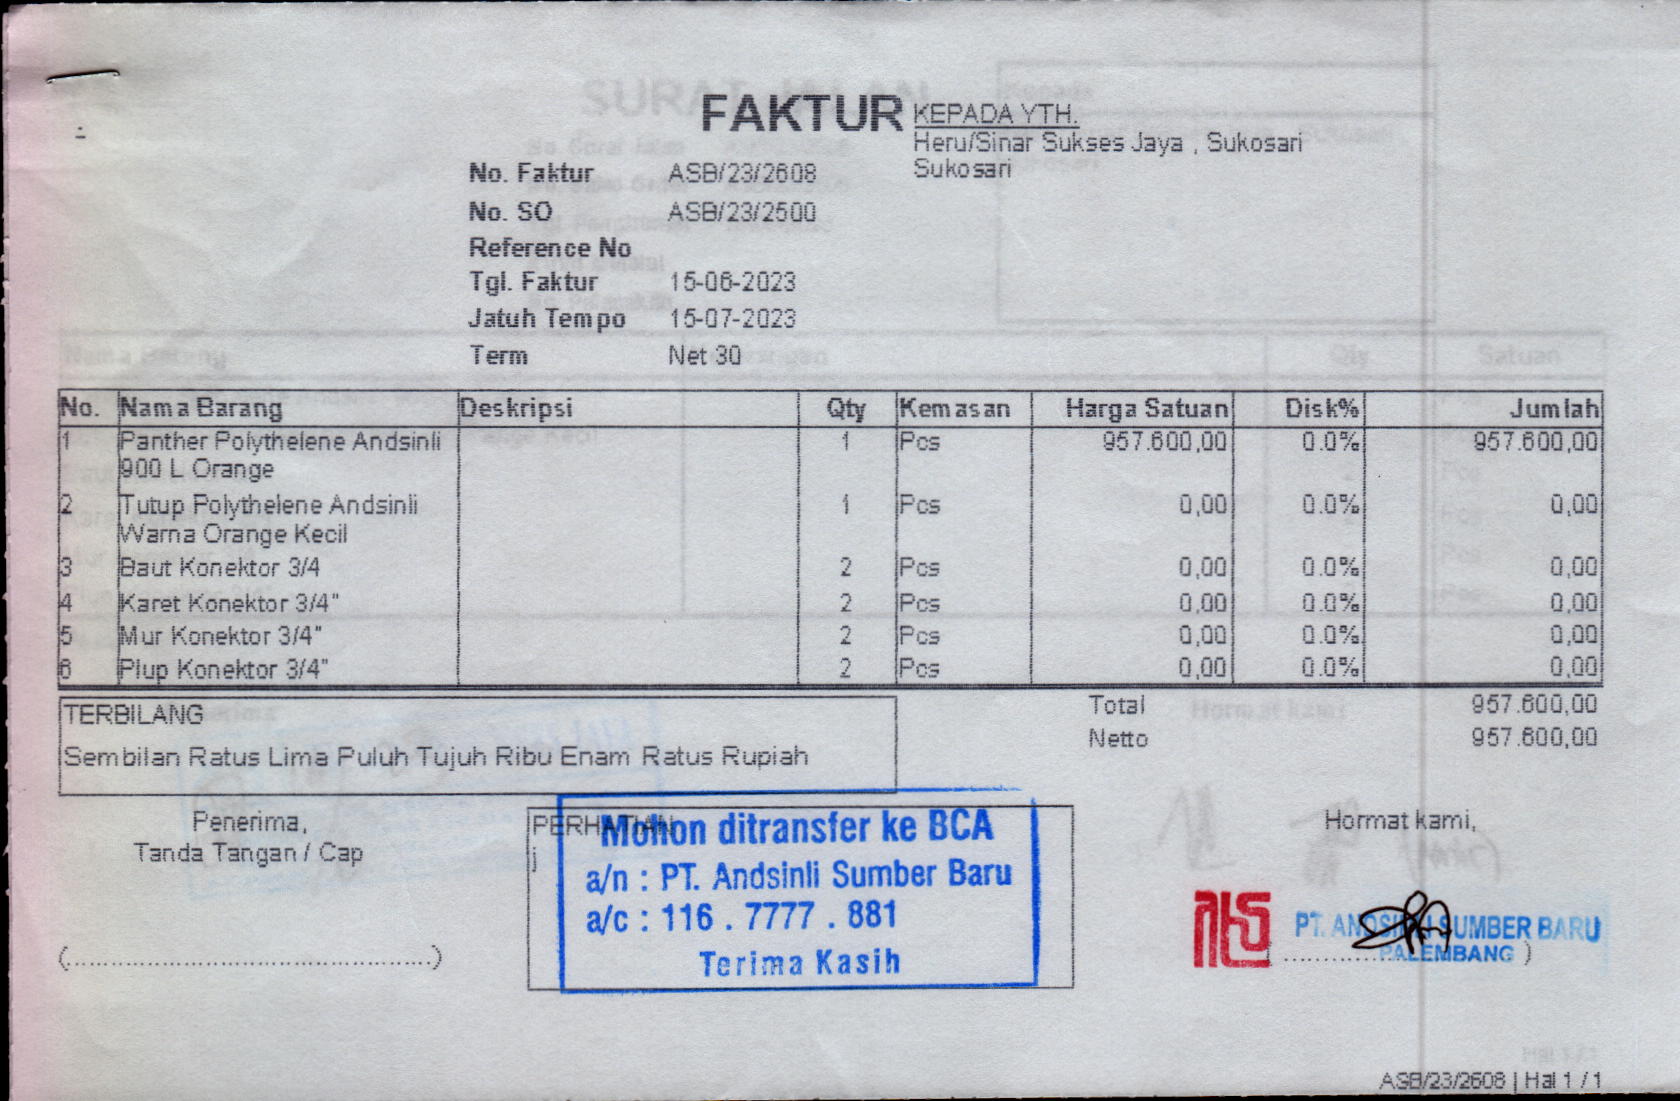 FAKTUR
KEPADA YTH.
Heru/Sinar Sukses Jaya , Sukosari
Sukosari
No. Faktur ASB/23/2608
No. SO ASB/23/2500
Reference No
Tgl. Faktur 15-06-2023
Jatuh Tempo 15-07-2023
Term Net 30
No. Nama Barang Deskripsi Qty Kemasan Harga Satuan Disk% Jumlah
1 Panther Polythelene Andsinli 1 Pcs 957.600,00 0.0% 957.600,00
900 L Orange
2 Tutup Polythelene Andsinli 1 Pcs 0,00 0.0% 0,00
Warna Orange Kecil
3 Baut Konektor 3/4 2 Pcs 0,00 0.0% 0,00
4 Karet Konektor 3/4" 2 Pcs 0,00 0.0% 0,00
5 Mur Konektor 3/4" 2 Pcs 0,00 0.0% 0,00
6 Plup Konektor 3/4" 2 Pcs 0,00 0.0% 0,00
TERBILANG
Sembilan Ratus Lima Puluh Tujuh Ribu Enam Ratus Rupiah
Total 957.600,00
Netto 957.600,00
Penerima,
Tanda Tangan / Cap
(..............................................)
PERHATIAN
j
Mohon ditransfer ke BCA
a/n : PT. Andsinli Sumber Baru
a/c : 116 . 7777 . 881
Terima Kasih
Hormat kami,
PT. ANDSINLI SUMBER BARU
PALEMBANG )
ASB/23/2608 | Hal 1 / 1